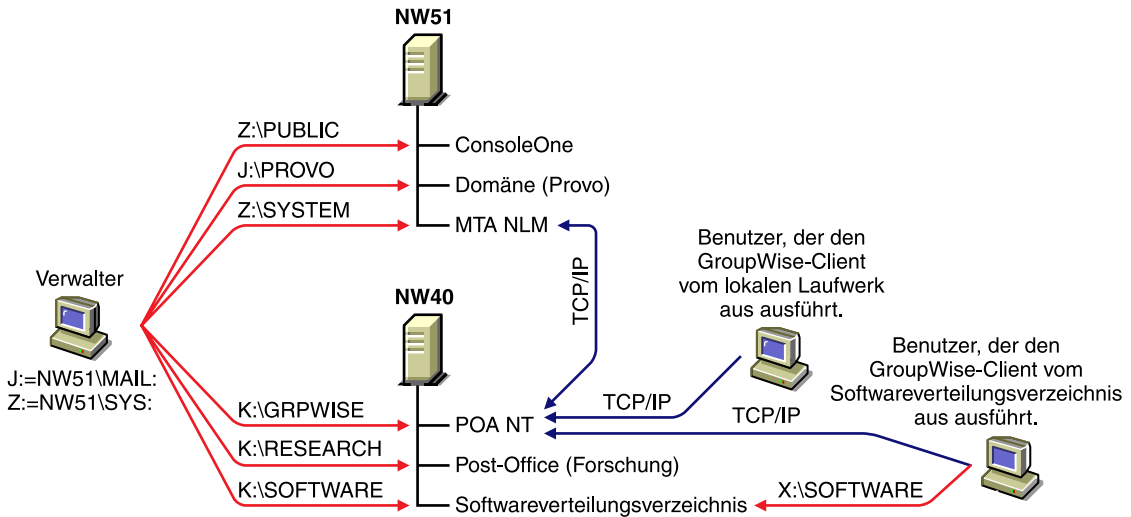 NW51
Z:\PUBLIC
ConsoleOne
J:\PROVO
Domäne (Provo)
Z:\SYSTEM
MTA NLM
Verwalter
J:=NW51\MAIL:
Z:=NW51\SYS:
TCP/IP
NW40
K:\GRPWISE
POA NT
K:\RESEARCH
Post-Office (Forschung)
K:\SOFTWARE
Softwareverteilungsverzeichnis
Benutzer, der den
GroupWise-Client
vom lokalen Laufwerk
aus ausführt.
TCP/IP
Benutzer, der den
GroupWise-Client vom
Softwareverteilungsverzeichnis
aus ausführt.
TCP/IP
X:\SOFTWARE